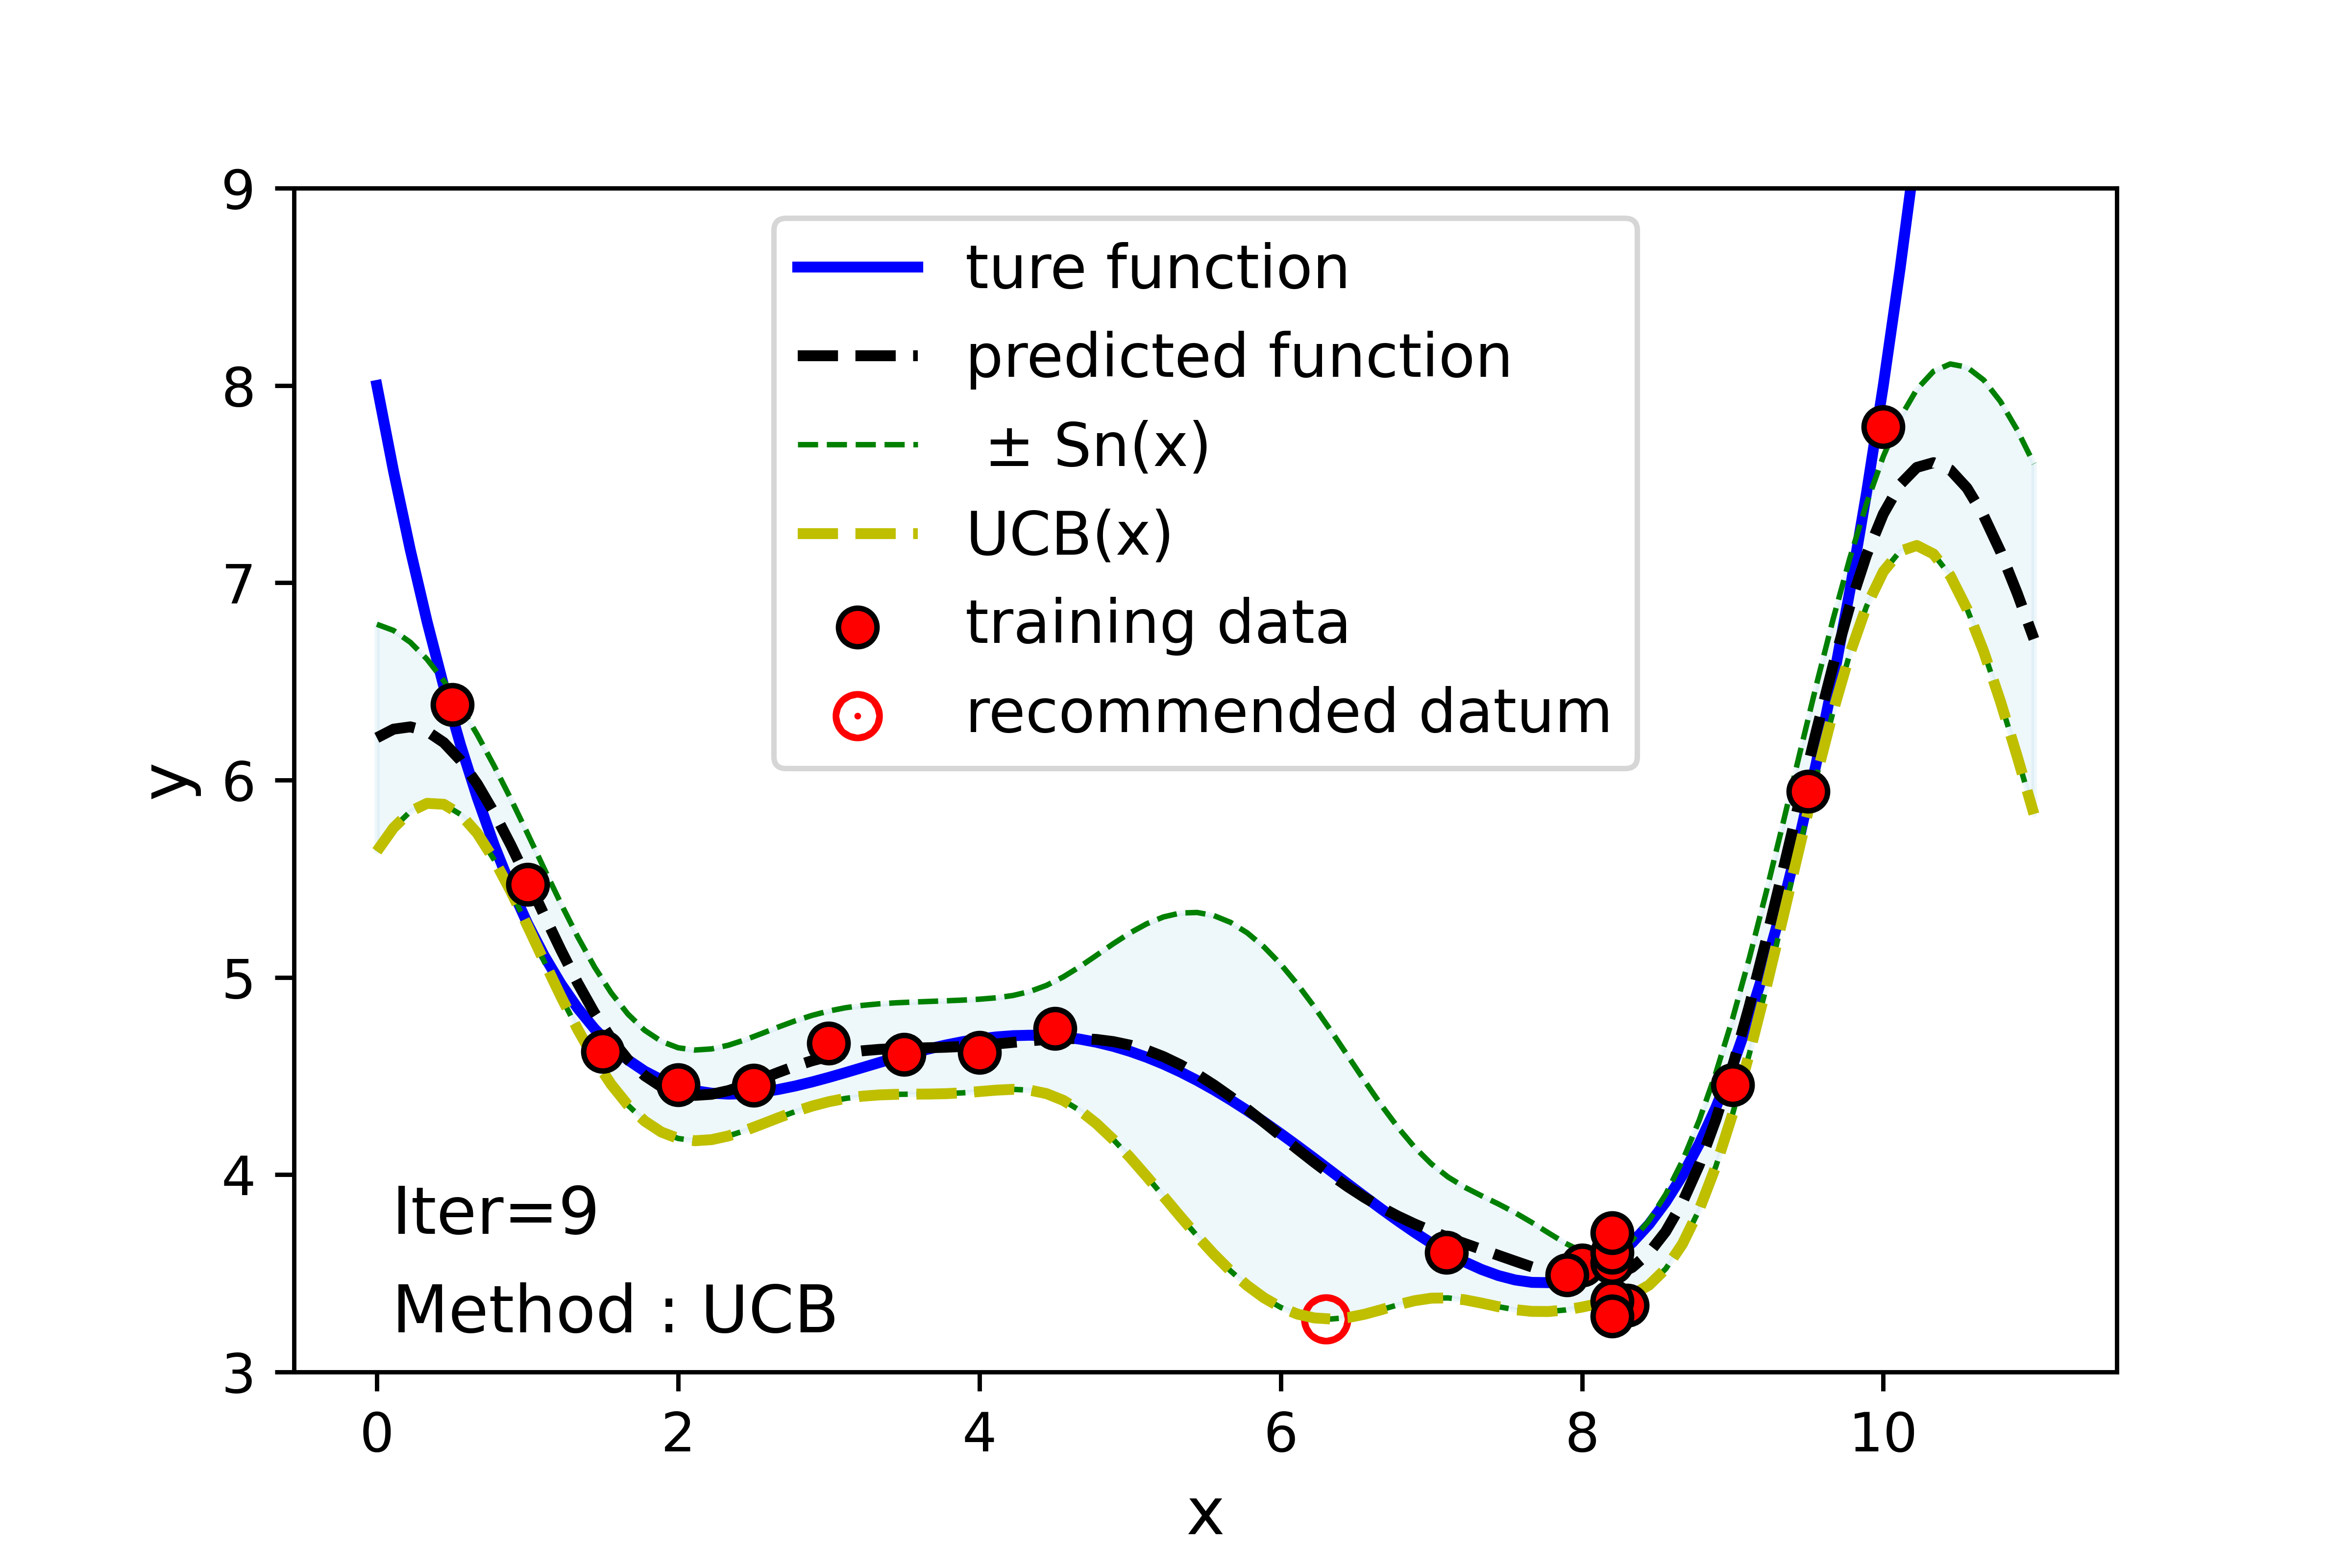 ture function
predicted function
± Sn(x)
UCB(x)
training data
recommended datum
9
8
7
6
5
4
3
y
Iter=9
Method : UCB
0 2 4 6 8 10
x